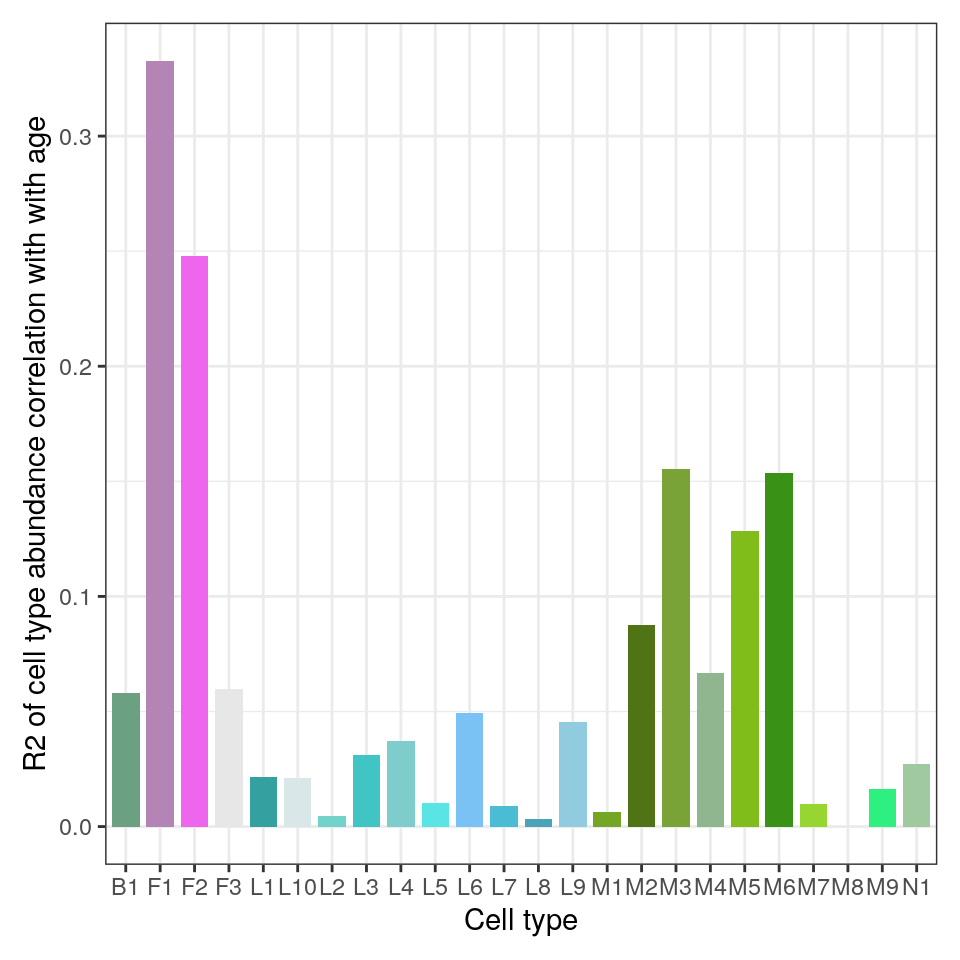 R2 of cell type abundance correlation with with age
0.3
0.2
0.1
0.0
B1 F1 F2 F3 L1 L10 L2 L3 L4 L5 L6 L7 L8 L9 M1 M2 M3 M4 M5 M6 M7 M8 M9 N1
Cell type